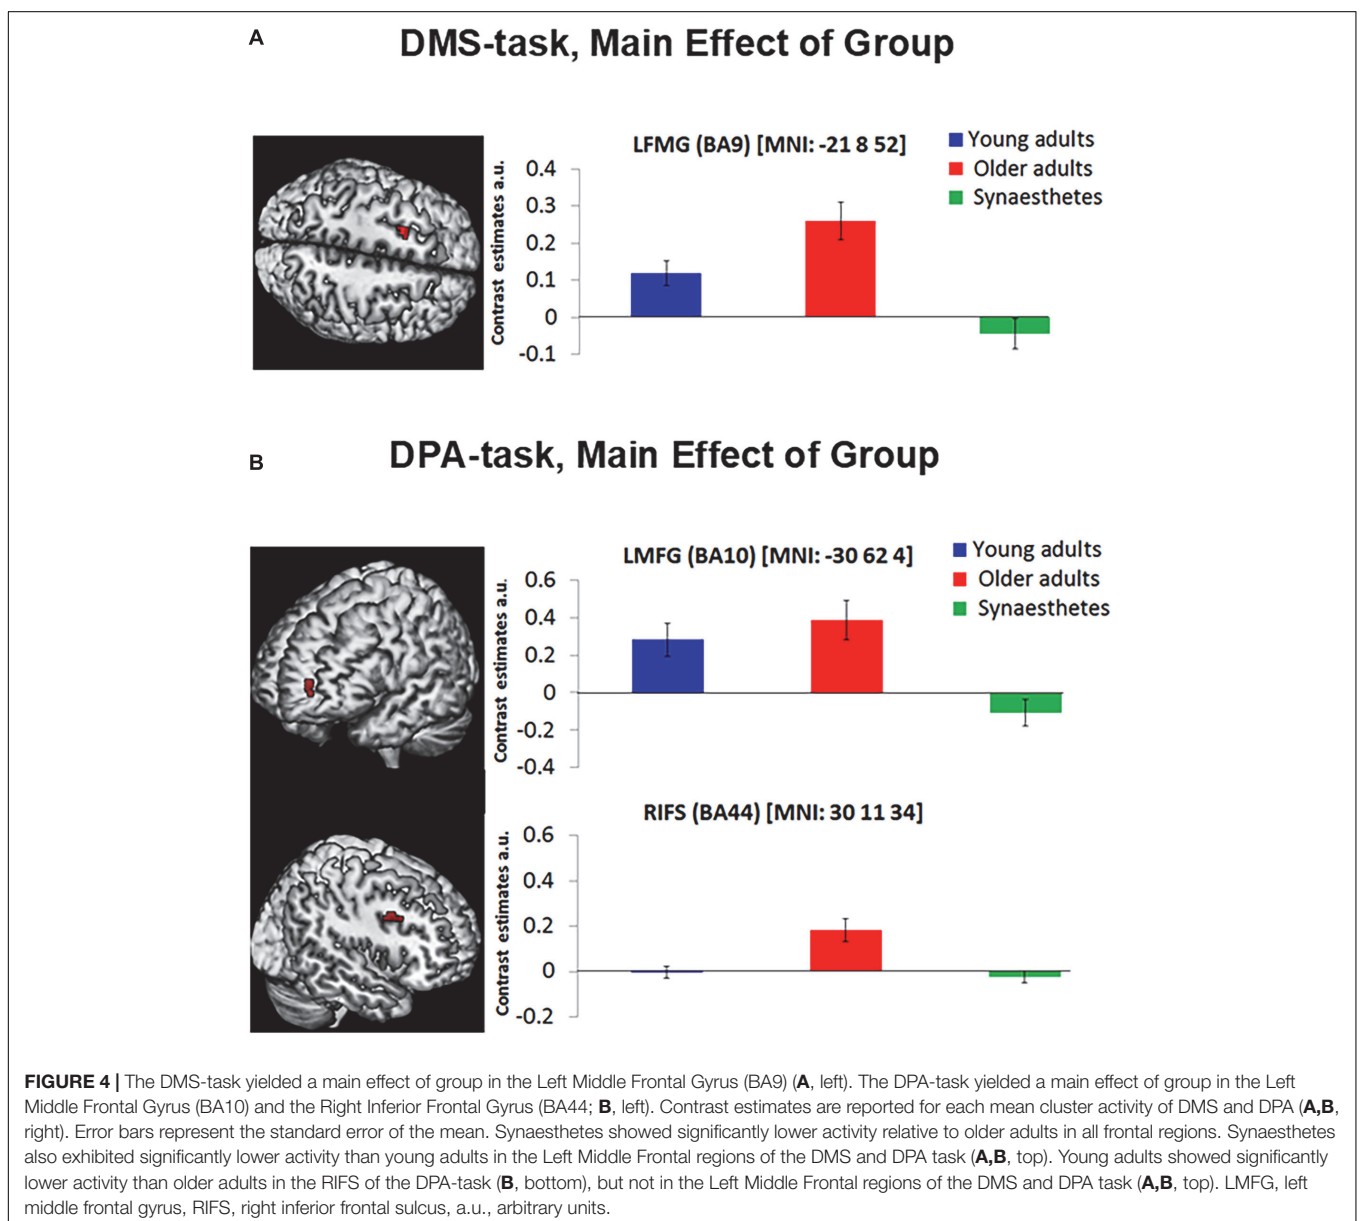 A
DMS-task, Main Effect of Group
LFMG (BA9) [MNI: -21 8 52]
Young adults
Older adults
Synaesthetes
Contrast estimates a.u.
0.4
0.3
0.2
0.1
0
-0.1
B
DPA-task, Main Effect of Group
LMFG (BA10) [MNI: -30 62 4]
Young adults
Older adults
Synaesthetes
Contrast estimates a.u.
0.6
0.4
0.2
0
-0.2
-0.4
RIFS (BA44) [MNI: 30 11 34]
Contrast estimates a.u.
0.6
0.4
0.2
0
-0.2
FIGURE 4 | The DMS-task yielded a main effect of group in the Left Middle Frontal Gyrus (BA9) (A, left). The DPA-task yielded a main effect of group in the Left
Middle Frontal Gyrus (BA10) and the Right Inferior Frontal Gyrus (BA44; B, left). Contrast estimates are reported for each mean cluster activity of DMS and DPA (A,B,
right). Error bars represent the standard error of the mean. Synaesthetes showed significantly lower activity relative to older adults in all frontal regions. Synaesthetes
also exhibited significantly lower activity than young adults in the Left Middle Frontal regions of the DMS and DPA task (A,B, top). Young adults showed significantly
lower activity than older adults in the RIFS of the DPA-task (B, bottom), but not in the Left Middle Frontal regions of the DMS and DPA task (A,B, top). LMFG, left
middle frontal gyrus, RIFS, right inferior frontal sulcus, a.u., arbitrary units.